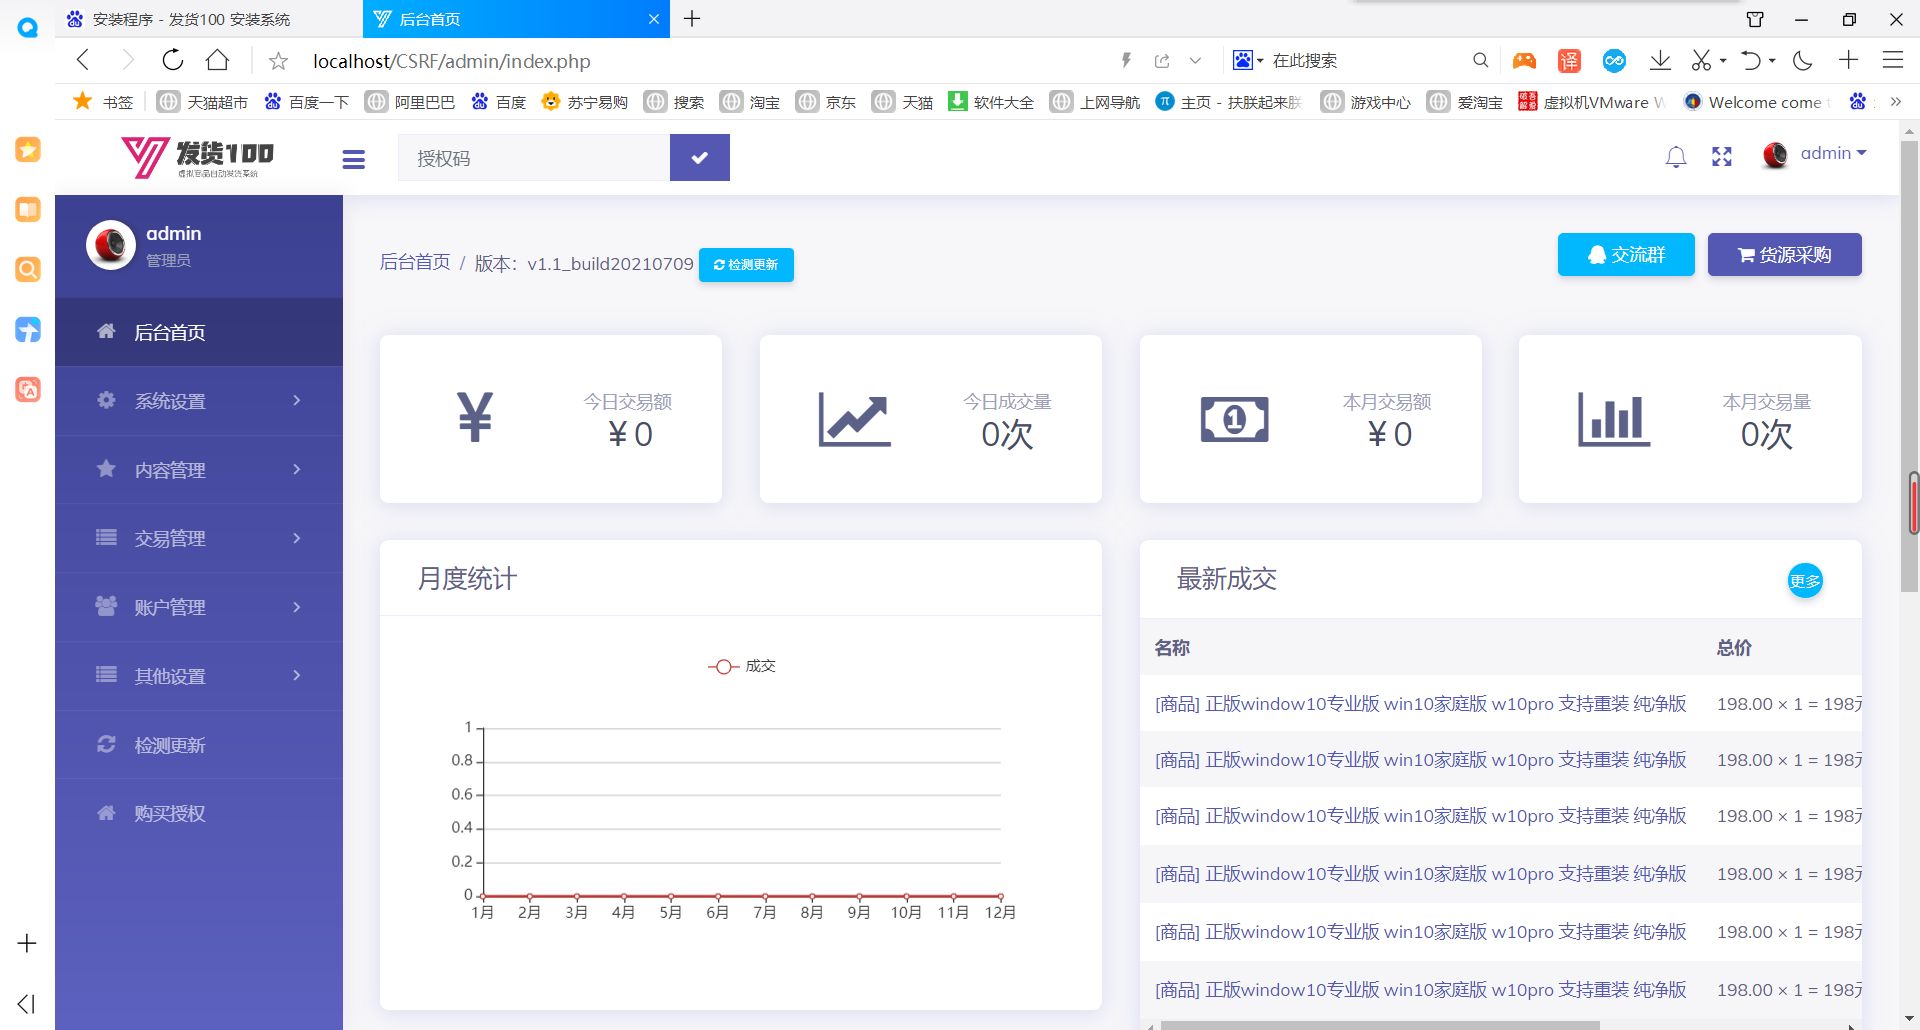 安装程序 - 发货100 安装系统
后台首页
localhost/CSRF/admin/index.php
在此搜索
译
书签
天猫超市
百度一下
阿里巴巴
百度
苏宁易购
搜索
淘宝
京东
天猫
软件大全
上网导航
主页 - 扶朕起来朕
游戏中心
爱淘宝
虚拟机VMware W
Welcome come t
发货100
虚拟商品自动发货系统
授权码
admin
admin
管理员
后台首页 / 版本：v1.1_build20210709 检测更新
交流群
货源采购
后台首页
系统设置
内容管理
交易管理
账户管理
其他设置
检测更新
购买授权
今日交易额
¥ 0
今日成交量
0次
本月交易额
¥ 0
本月交易量
0次
月度统计
成交
1
0.8
0.6
0.4
0.2
0
1月 2月 3月 4月 5月 6月 7月 8月 9月 10月 11月 12月
最新成交
更多
名称 总价
[商品] 正版window10专业版 win10家庭版 w10pro 支持重装 纯净版 198.00 × 1 = 198元
[商品] 正版window10专业版 win10家庭版 w10pro 支持重装 纯净版 198.00 × 1 = 198元
[商品] 正版window10专业版 win10家庭版 w10pro 支持重装 纯净版 198.00 × 1 = 198元
[商品] 正版window10专业版 win10家庭版 w10pro 支持重装 纯净版 198.00 × 1 = 198元
[商品] 正版window10专业版 win10家庭版 w10pro 支持重装 纯净版 198.00 × 1 = 198元
[商品] 正版window10专业版 win10家庭版 w10pro 支持重装 纯净版 198.00 × 1 = 198元